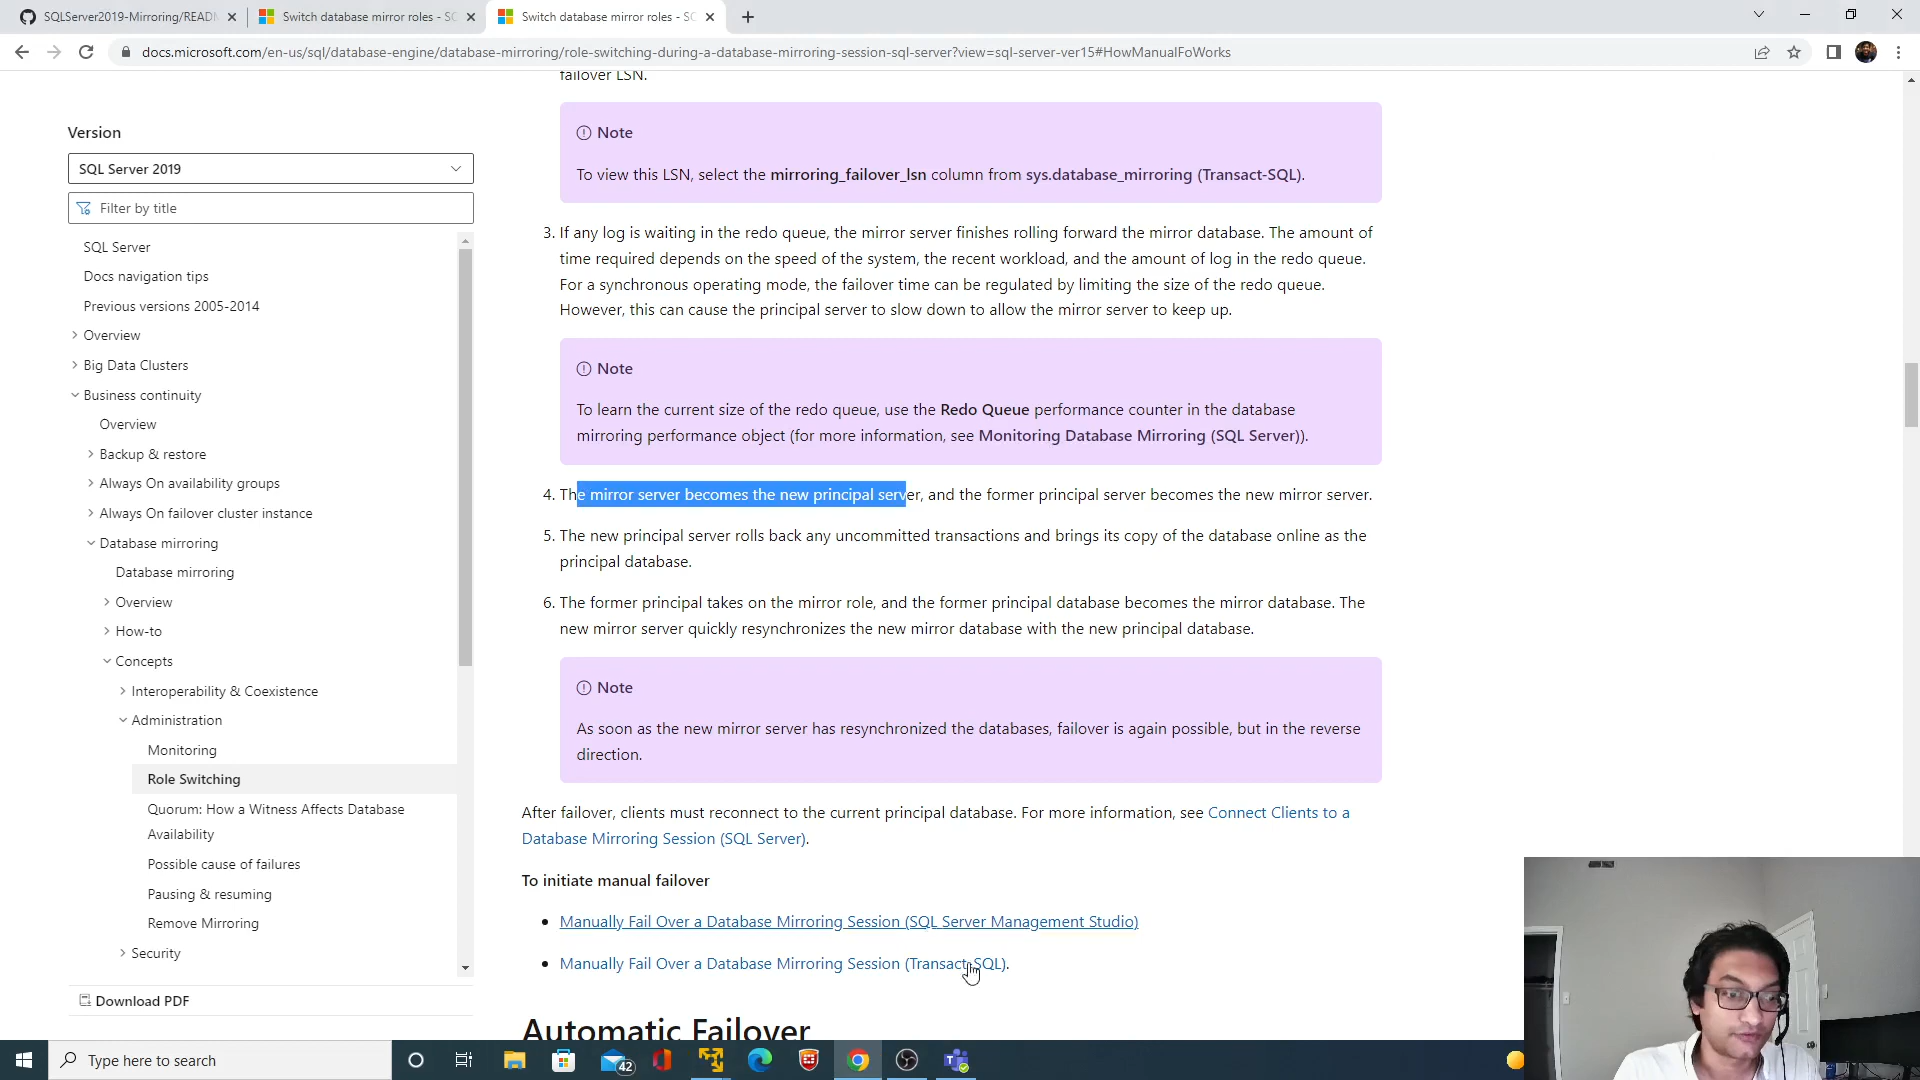 SQLServer2019-Mirroring/READ
Switch database mirror roles - SQ
Switch database mirror roles - SQ
docs.microsoft.com/en-us/sql/database-engine/database-mirroring/role-switching-during-a-database-mirroring-session-sql-server?view=sql-server-ver15#HowManualFoWorks
failover LSN.
Version
SQL Server 2019
Filter by title
SQL Server
Docs navigation tips
Previous versions 2005-2014
Overview
Big Data Clusters
Business continuity
Overview
Backup & restore
Always On availability groups
Always On failover cluster instance
Database mirroring
Database mirroring
Overview
How-to
Concepts
Interoperability & Coexistence
Administration
Monitoring
Role Switching
Quorum: How a Witness Affects Database
Availability
Possible cause of failures
Pausing & resuming
Remove Mirroring
Security
Download PDF
Note
To view this LSN, select the mirroring_failover_lsn column from sys.database_mirroring (Transact-SQL).
3. If any log is waiting in the redo queue, the mirror server finishes rolling forward the mirror database. The amount of
time required depends on the speed of the system, the recent workload, and the amount of log in the redo queue.
For a synchronous operating mode, the failover time can be regulated by limiting the size of the redo queue.
However, this can cause the principal server to slow down to allow the mirror server to keep up.
Note
To learn the current size of the redo queue, use the Redo Queue performance counter in the database
mirroring performance object (for more information, see Monitoring Database Mirroring (SQL Server)).
4. The mirror server becomes the new principal server, and the former principal server becomes the new mirror server.
5. The new principal server rolls back any uncommitted transactions and brings its copy of the database online as the
principal database.
6. The former principal takes on the mirror role, and the former principal database becomes the mirror database. The
new mirror server quickly resynchronizes the new mirror database with the new principal database.
Note
As soon as the new mirror server has resynchronized the databases, failover is again possible, but in the reverse
direction.
After failover, clients must reconnect to the current principal database. For more information, see Connect Clients to a
Database Mirroring Session (SQL Server).
To initiate manual failover
Manually Fail Over a Database Mirroring Session (SQL Server Management Studio)
Manually Fail Over a Database Mirroring Session (Transact-SQL).
Automatic Failover
Type here to search
42